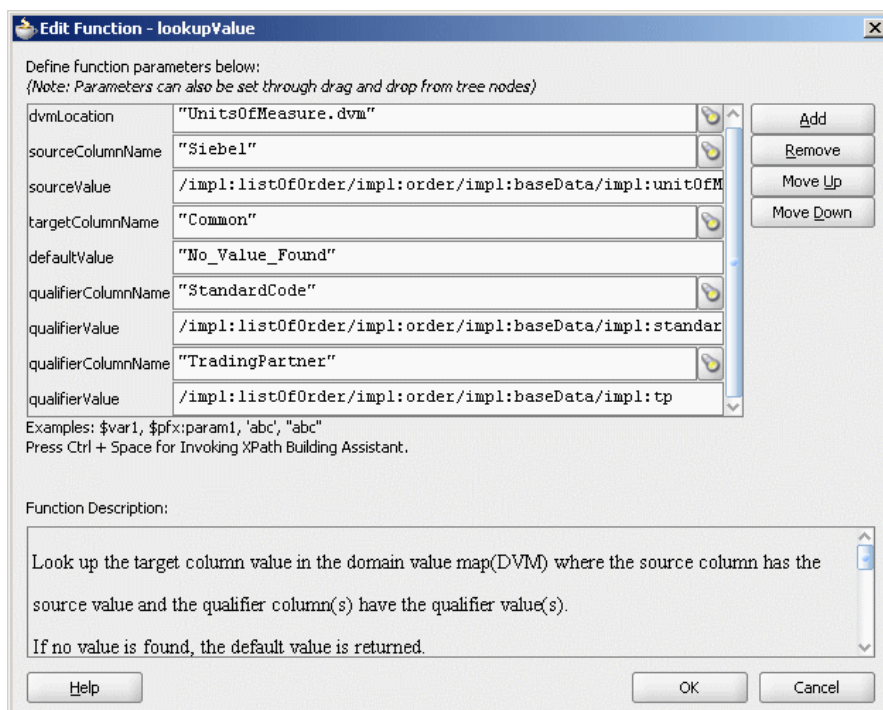 Edit Function - lookupValue
Define function parameters below:
(Note: Parameters can also be set through drag and drop from tree nodes)
dvmLocation "UnitsOfMeasure.dvm"
sourceColumnName "Siebel"
sourceValue /impl:listOfOrder/impl:order/impl:baseData/impl:unitOfM
targetColumnName "Common"
defaultValue "No_Value_Found"
qualifierColumnName "StandardCode"
qualifierValue /impl:listOfOrder/impl:order/impl:baseData/impl:standar
qualifierColumnName "TradingPartner"
qualifierValue /impl:listOfOrder/impl:order/impl:baseData/impl:tp
Add
Remove
Move Up
Move Down
Examples: $var1, $pfx:param1, 'abc', "abc"
Press Ctrl + Space for Invoking XPath Building Assistant.
Function Description:
Look up the target column value in the domain value map(DVM) where the source column has the
source value and the qualifier column(s) have the qualifier value(s).
If no value is found, the default value is returned.
Help OK Cancel